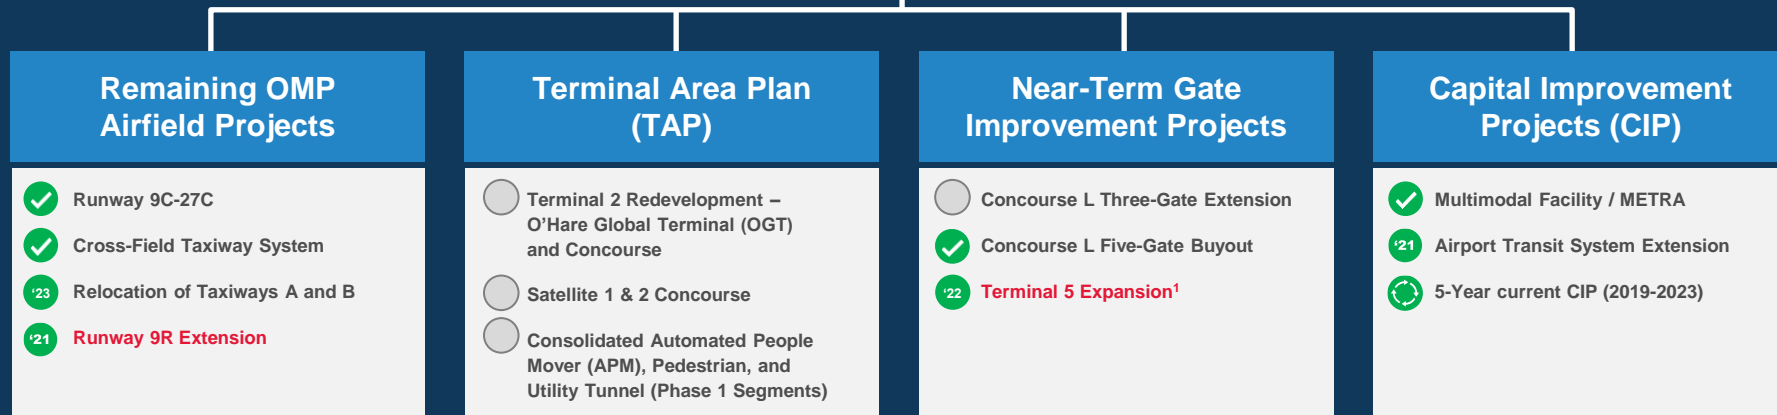 Remaining OMP
Airfield Projects
Runway 9C-27C
Cross-Field Taxiway System
‘23 Relocation of Taxiways A and B
‘21 Runway 9R Extension
Terminal Area Plan
(TAP)
Terminal 2 Redevelopment –
O’Hare Global Terminal (OGT)
and Concourse
Satellite 1 & 2 Concourse
Consolidated Automated People
Mover (APM), Pedestrian, and
Utility Tunnel (Phase 1 Segments)
Near-Term Gate
Improvement Projects
Concourse L Three-Gate Extension
Concourse L Five-Gate Buyout
‘22 Terminal 5 Expansion¹
Capital Improvement
Projects (CIP)
Multimodal Facility / METRA
‘21 Airport Transit System Extension
5-Year current CIP (2019-2023)